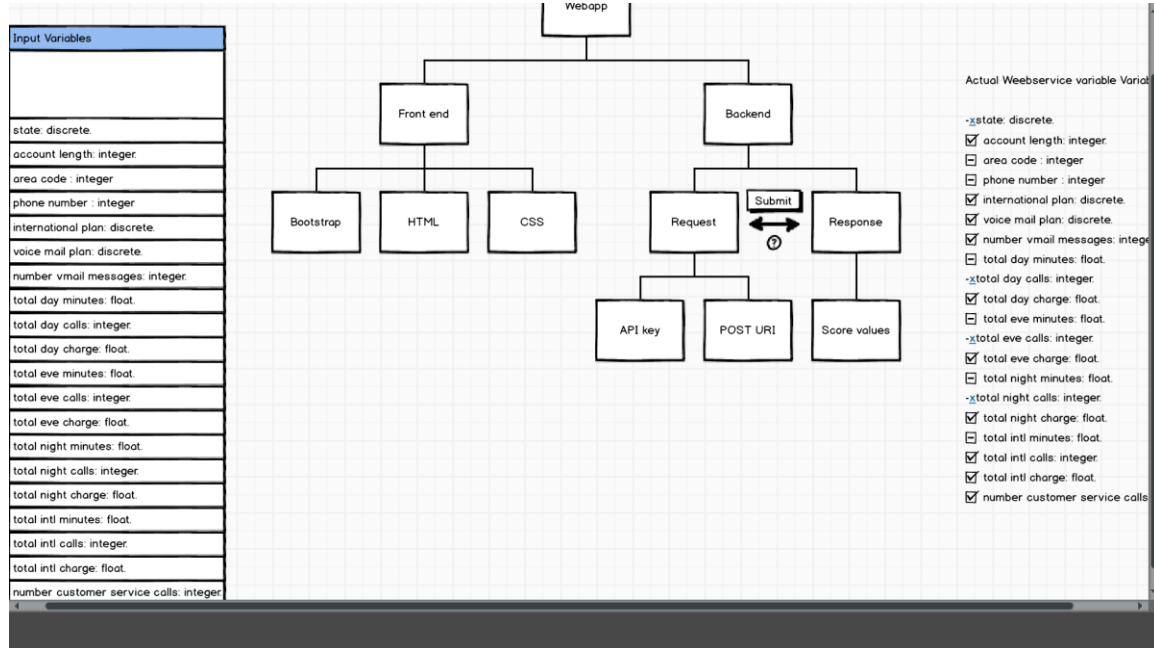 Webapp
Input Variables
state: discrete.
account length: integer.
area code : integer
phone number : integer
international plan: discrete.
voice mail plan: discrete.
number vmail messages: integer.
total day minutes: float.
total day calls: integer.
total day charge: float.
total eve minutes: float.
total eve calls: integer.
total eve charge: float.
total night minutes: float.
total night calls: integer.
total night charge: float.
total intl minutes: float.
total intl calls: integer.
total intl charge: float.
number customer service calls: integer.
Front end
Backend
Bootstrap
HTML
CSS
Request
Submit
?
Response
API key
POST URI
Score values
Actual Weebservice variable Variab
-xstate: discrete.
account length: integer.
area code : integer
phone number : integer
international plan: discrete.
voice mail plan: discrete.
number vmail messages: intege
total day minutes: float.
-xtotal day calls: integer.
total day charge: float.
total eve minutes: float.
-xtotal eve calls: integer.
total eve charge: float.
total night minutes: float.
-xtotal night calls: integer.
total night charge: float.
total intl minutes: float.
total intl calls: integer.
total intl charge: float.
number customer service calls